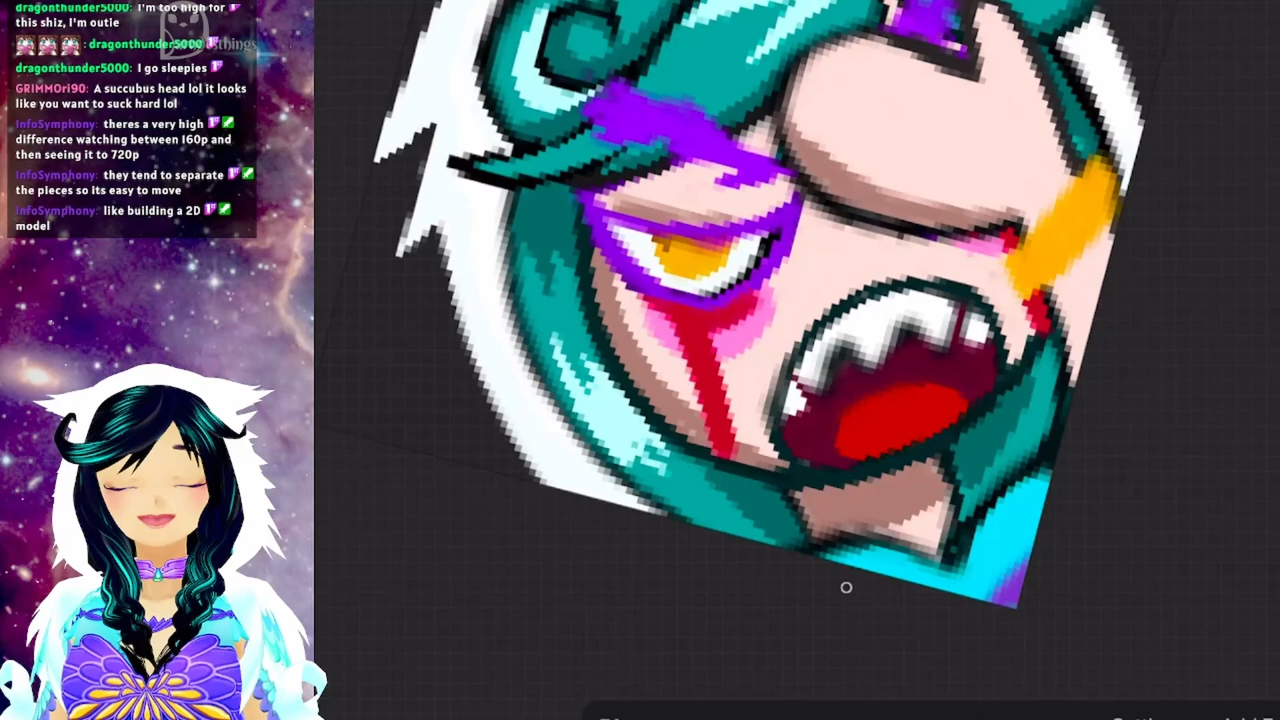 dragonthunder5000: I'm too high for
this shiz, I'm outie
: dragonthunder5000
dragonthunder5000: I go sleepies
GRIMMOri90: A succubus head lol it looks
like you want to suck hard lol
InfoSymphony: theres a very high
difference watching between 160p and
then seeing it to 720p
InfoSymphony: they tend to separate
the pieces so its easy to move
InfoSymphony: like building a 2D
model